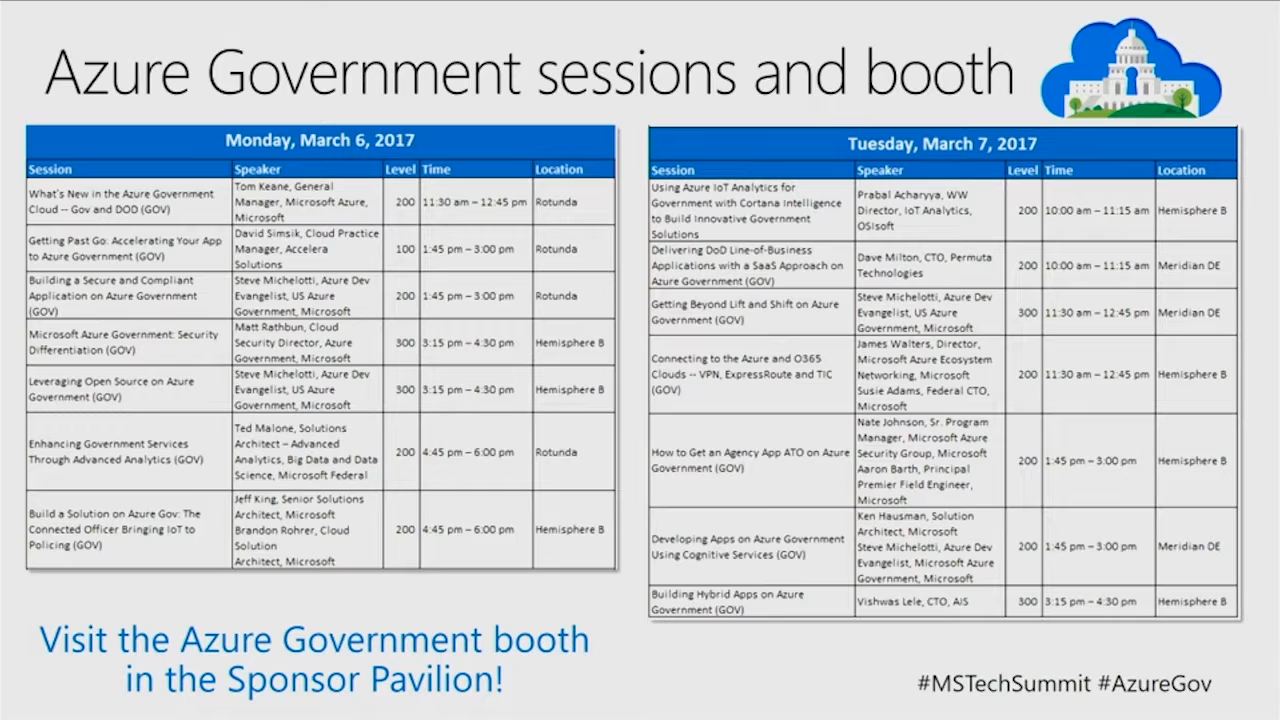 Azure Government sessions and booth
Monday, March 6, 2017
Session Speaker Level Time Location
What's New in the Azure Government
Cloud -- Gov and DOD (GOV)
Tom Keane, General
Manager, Microsoft Azure,
Microsoft
200 11:30 am – 12:45 pm Rotunda
Getting Past Go: Accelerating Your App
to Azure Government (GOV)
David Simsik, Cloud Practice
Manager, Accelera
Solutions
100 1:45 pm – 3:00 pm Rotunda
Building a Secure and Compliant
Application on Azure Government
(GOV)
Steve Michelotti, Azure Dev
Evangelist, US Azure
Government, Microsoft
200 1:45 pm – 3:00 pm Rotunda
Microsoft Azure Government: Security
Differentiation (GOV)
Matt Rathbun, Cloud
Security Director, Azure
Government, Microsoft
300 3:15 pm – 4:30 pm Hemisphere B
Leveraging Open Source on Azure
Government (GOV)
Steve Michelotti, Azure Dev
Evangelist, US Azure
Government, Microsoft
300 3:15 pm – 4:30 pm Hemisphere B
Enhancing Government Services
Through Advanced Analytics (GOV)
Ted Malone, Solutions
Architect – Advanced
Analytics, Big Data and Data
Science, Microsoft Federal
200 4:45 pm – 6:00 pm Rotunda
Build a Solution on Azure Gov: The
Connected Officer Bringing IoT to
Policing (GOV)
Jeff King, Senior Solutions
Architect, Microsoft
Brandon Rohrer, Cloud
Solution
Architect, Microsoft
200 4:45 pm – 6:00 pm Hemisphere B
Tuesday, March 7, 2017
Session Speaker Level Time Location
Using Azure IoT Analytics for
Government with Cortana Intelligence
to Build Innovative Government
Solutions
Prabal Acharyya, WW
Director, IoT Analytics,
OSIsoft
200 10:00 am – 11:15 am Hemisphere B
Delivering DoD Line-of-Business
Applications with a SaaS Approach on
Azure Government (GOV)
Dave Milton, CTO, Permuta
Technologies
200 10:00 am – 11:15 am Meridian DE
Getting Beyond Lift and Shift on Azure
Government (GOV)
Steve Michelotti, Azure Dev
Evangelist, US Azure
Government, Microsoft
300 11:30 am – 12:45 pm Meridian DE
Connecting to the Azure and O365
Clouds -- VPN, ExpressRoute and TIC
(GOV)
James Walters, Director,
Microsoft Azure Ecosystem
Networking, Microsoft
Susie Adams, Federal CTO,
Microsoft
200 11:30 am – 12:45 pm Hemisphere B
How to Get an Agency App ATO on Azure
Government (GOV)
Nate Johnson, Sr. Program
Manager, Microsoft Azure
Security Group, Microsoft
Aaron Barth, Principal
Premier Field Engineer,
Microsoft
200 1:45 pm – 3:00 pm Hemisphere B
Developing Apps on Azure Government
Using Cognitive Services (GOV)
Ken Hausman, Solution
Architect, Microsoft
Steve Michelotti, Azure Dev
Evangelist, Microsoft Azure
Government, Microsoft
200 1:45 pm – 3:00 pm Meridian DE
Building Hybrid Apps on Azure
Government (GOV)
Vishwas Lele, CTO, AIS
300 3:15 pm – 4:30 pm Hemisphere B
Visit the Azure Government booth
in the Sponsor Pavilion!
#MSTechSummit #AzureGov